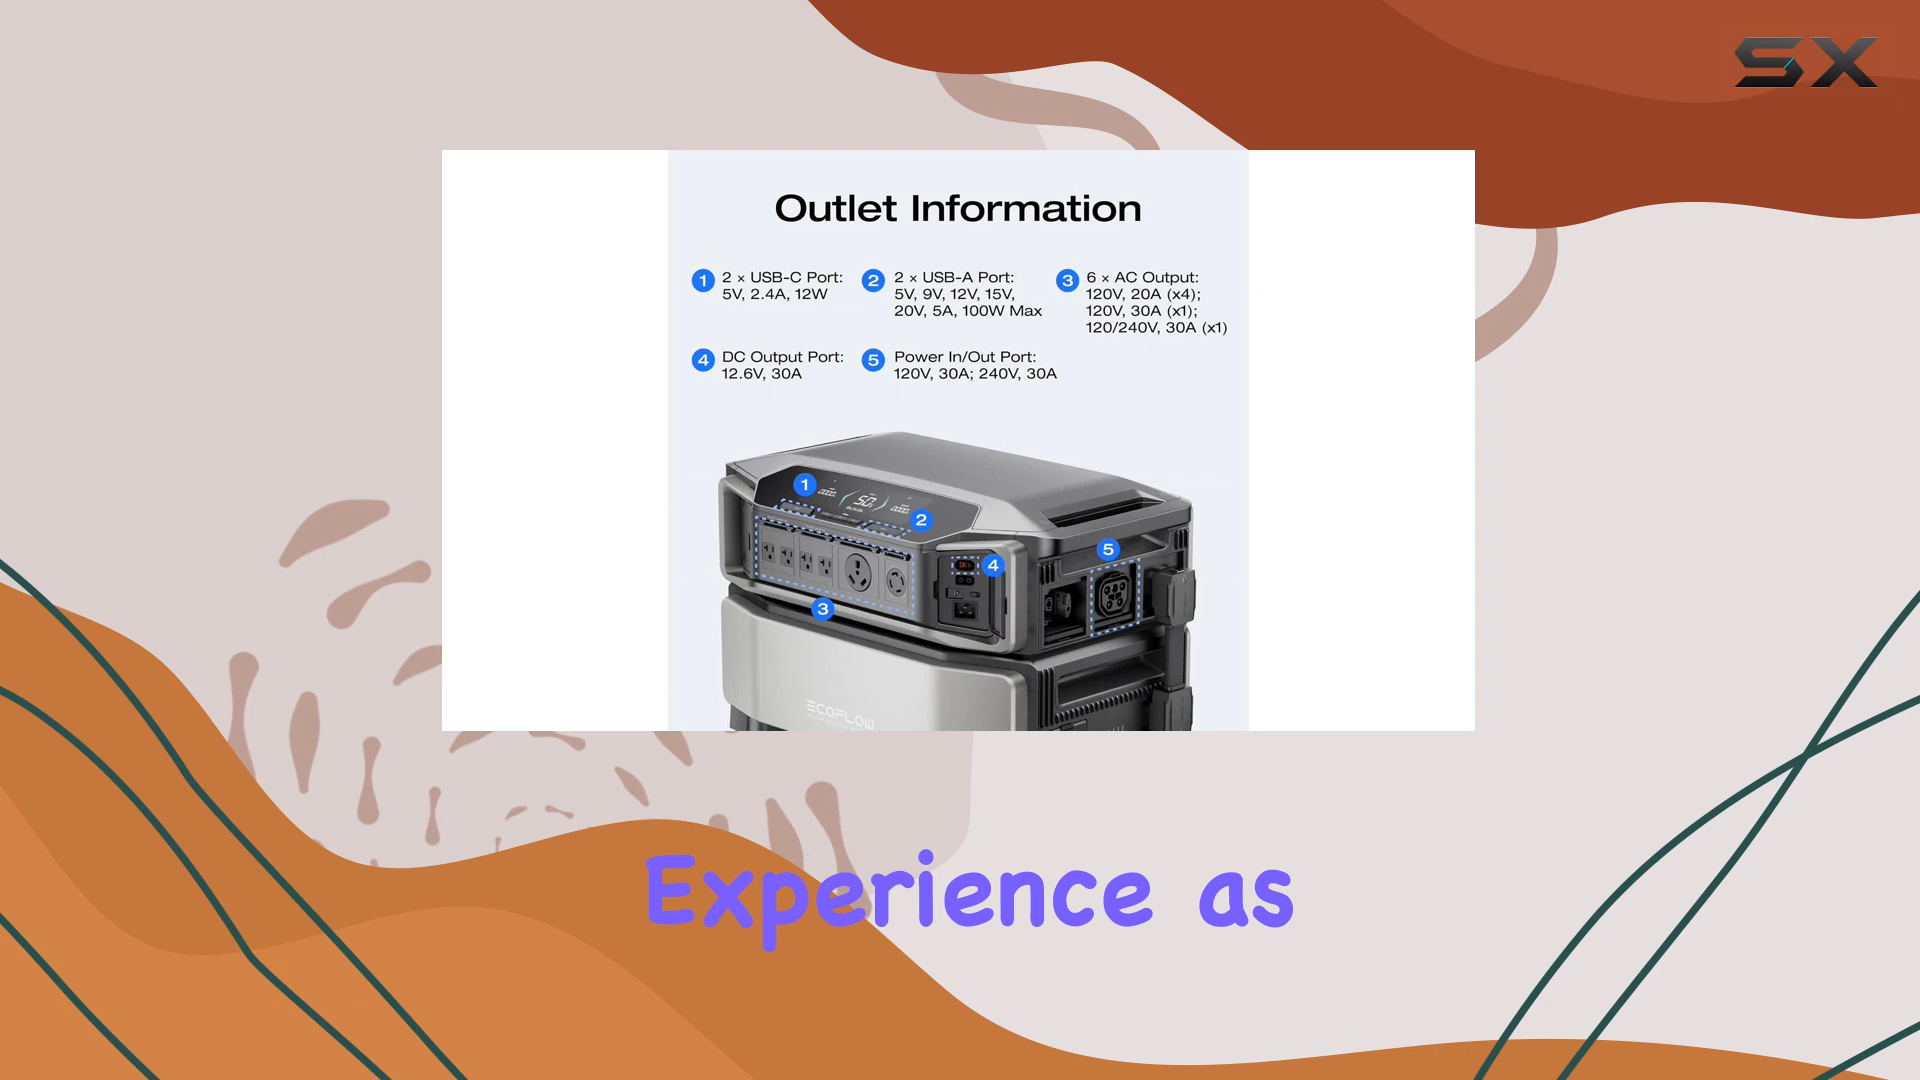 SX
Outlet Information
1 2 × USB-C Port:
5V, 2.4A, 12W
2 2 × USB-A Port:
5V, 9V, 12V, 15V,
20V, 5A, 100W Max
3 6 × AC Output:
120V, 20A (x4);
120V, 30A (x1);
120/240V, 30A (x1)
4 DC Output Port:
12.6V, 30A
5 Power In/Out Port:
120V, 30A; 240V, 30A
1
50
2
5
4
3
ECOFLOW
Experience as